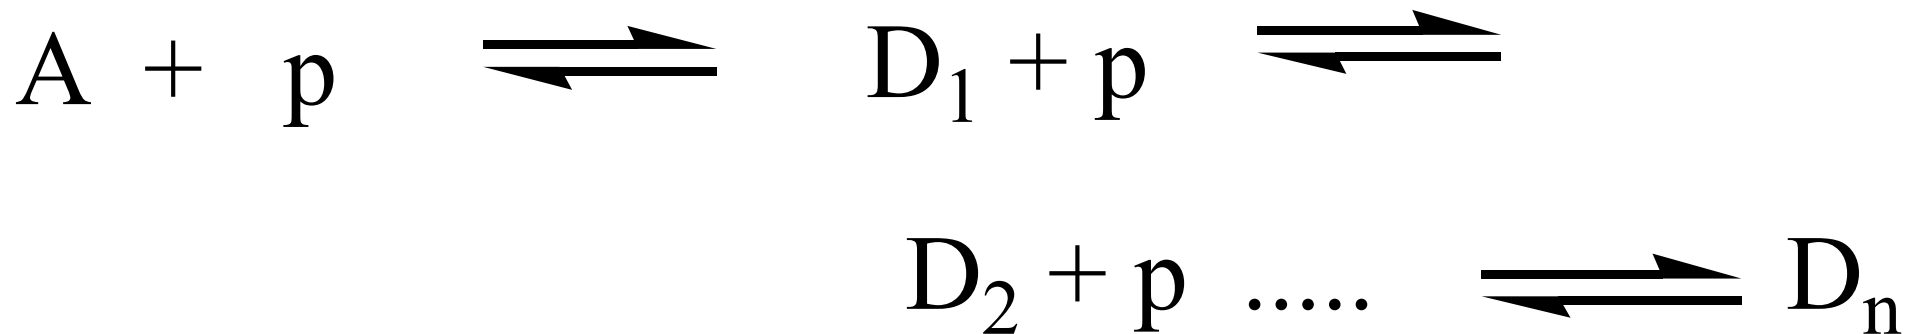 A + p ⇌ D₁ + p ⇌
D₂ + p ..... ⇌ Dₙ